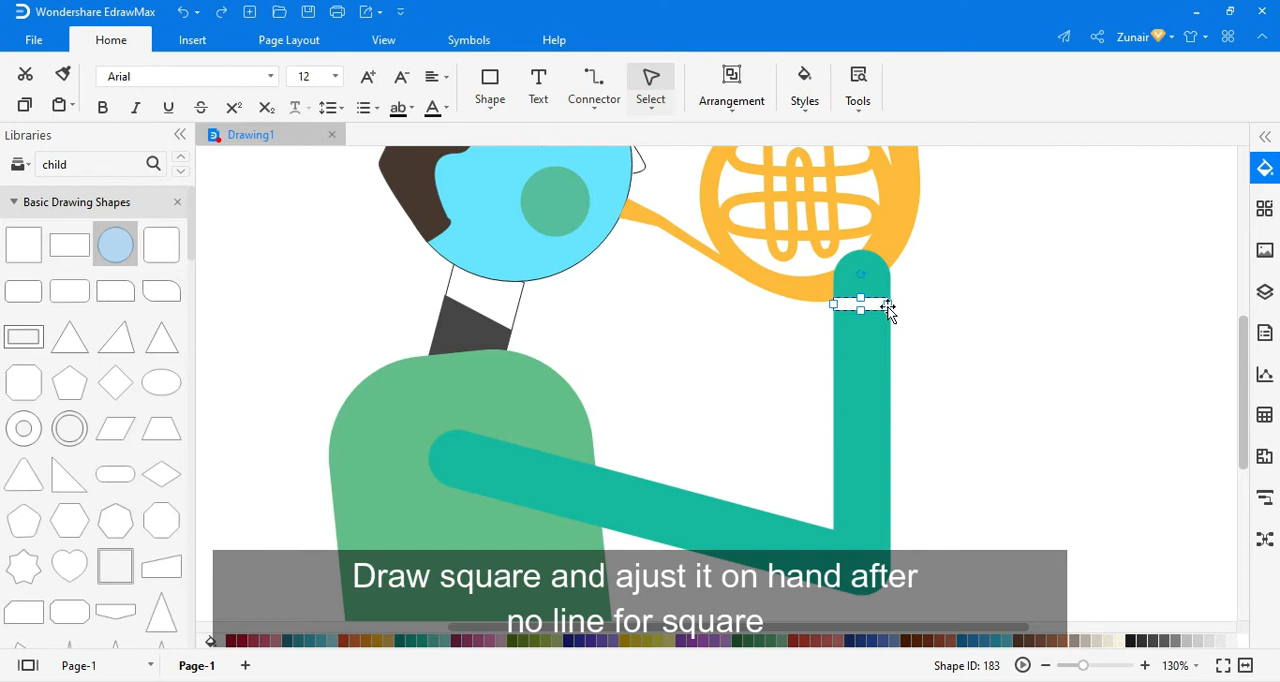 Wondershare EdrawMax
File
Home
Insert
Page Layout
View
Symbols
Help
Zunair
Arial
12
Shape
Text
Connector
Select
Arrangement
Styles
Tools
Libraries
Drawing1
child
Basic Drawing Shapes
Draw square and ajust it on hand after
no line for square
Page-1
Page-1
Shape ID: 183
130%